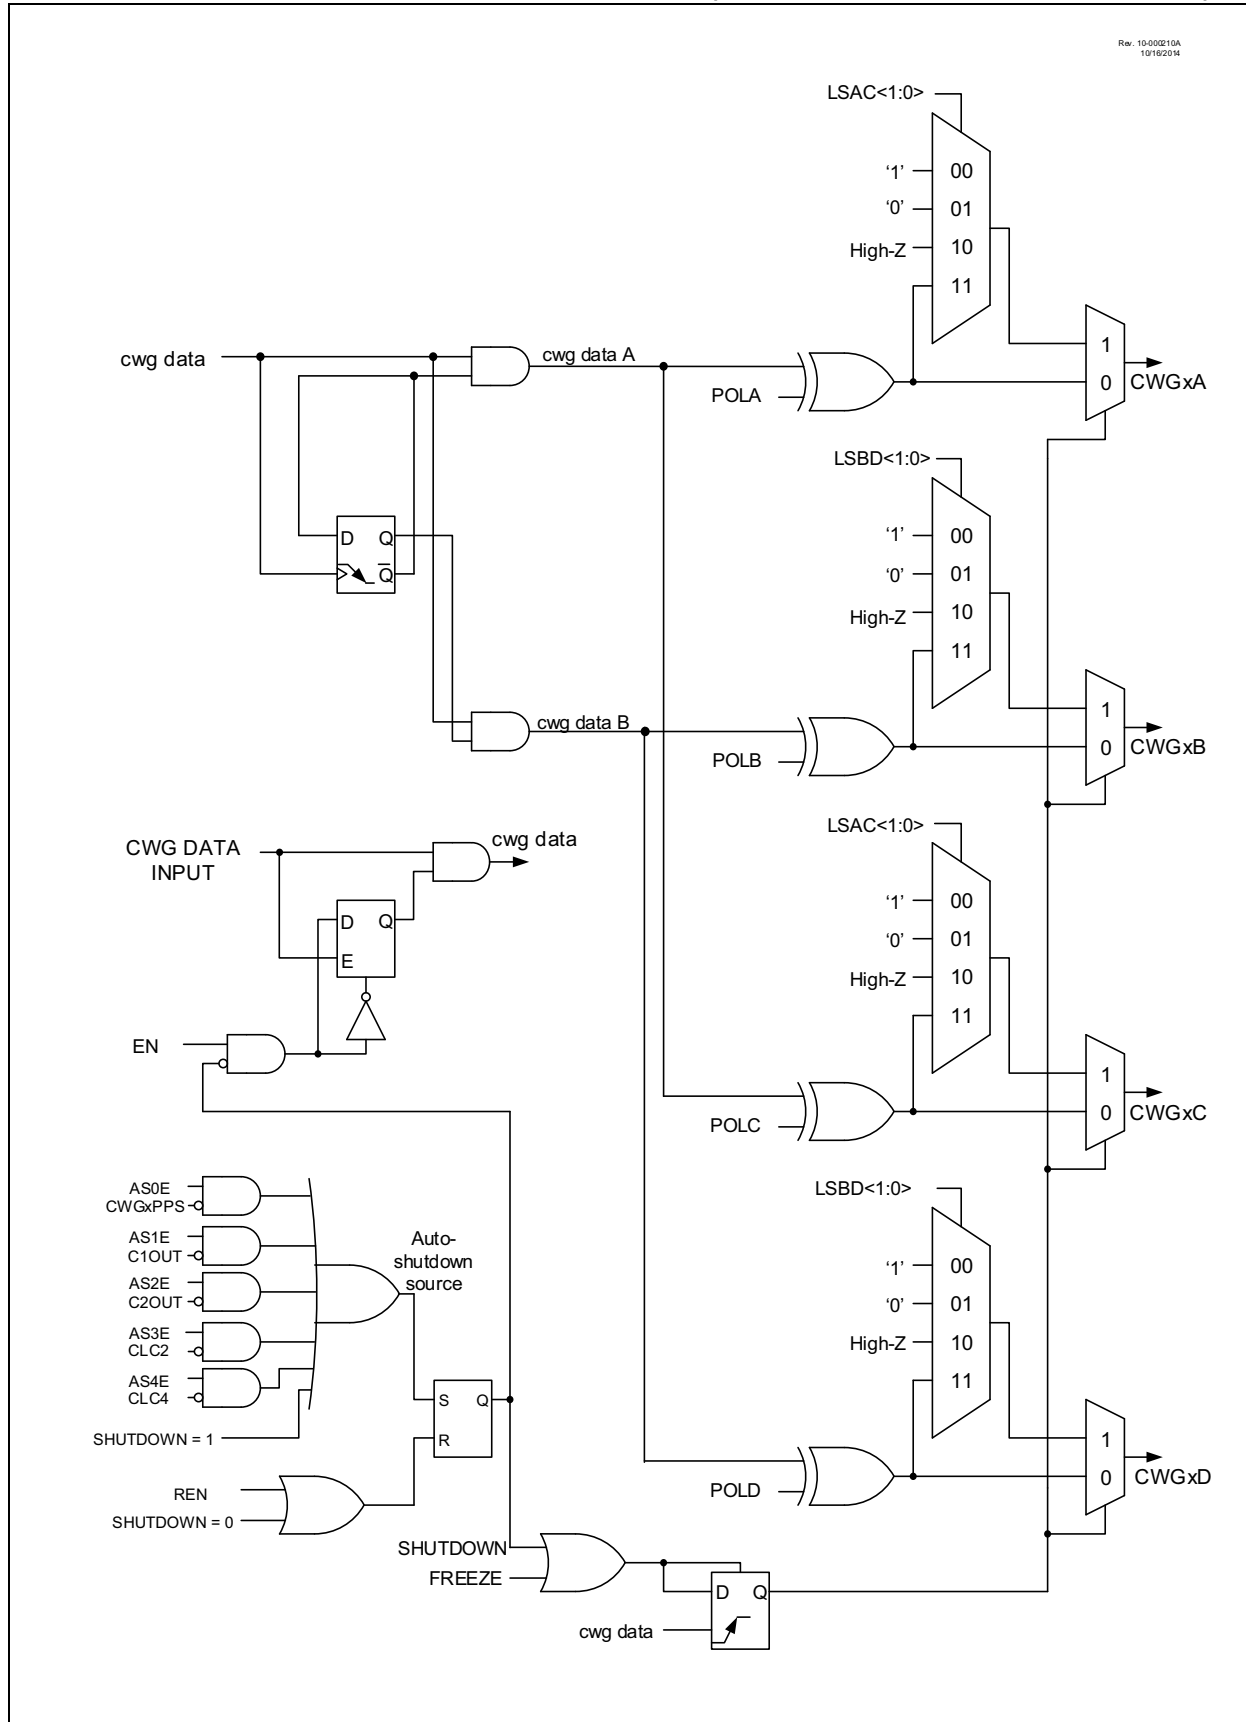 Rev. 10-000210A
10/16/2014
LSAC<1:0>
‘1’
00
‘0’
01
High-Z
10
11
cwg data
cwg data A
POLA
1
0
CWGxA
D
Q
Q
LSBD<1:0>
‘1’
00
‘0’
01
High-Z
10
11
cwg data B
POLB
1
0
CWGxB
CWG DATA
INPUT
cwg data
D
Q
E
EN
LSAC<1:0>
‘1’
00
‘0’
01
High-Z
10
11
POLC
1
0
CWGxC
AS0E
CWGxPPS
AS1E
C1OUT
AS2E
C2OUT
AS3E
CLC2
AS4E
CLC4
SHUTDOWN = 1
Auto-
shutdown
source
S
Q
R
REN
SHUTDOWN = 0
LSBD<1:0>
‘1’
00
‘0’
01
High-Z
10
11
POLD
1
0
CWGxD
SHUTDOWN
FREEZE
D
Q
cwg data